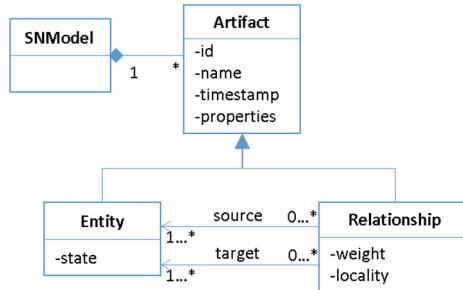 Artifact
SNModel
-id
1
*
-name
-timestamp
-properties
Entity
source
0...*
Relationship
1...*
-state
target
0...*
-weight
1...*
-locality